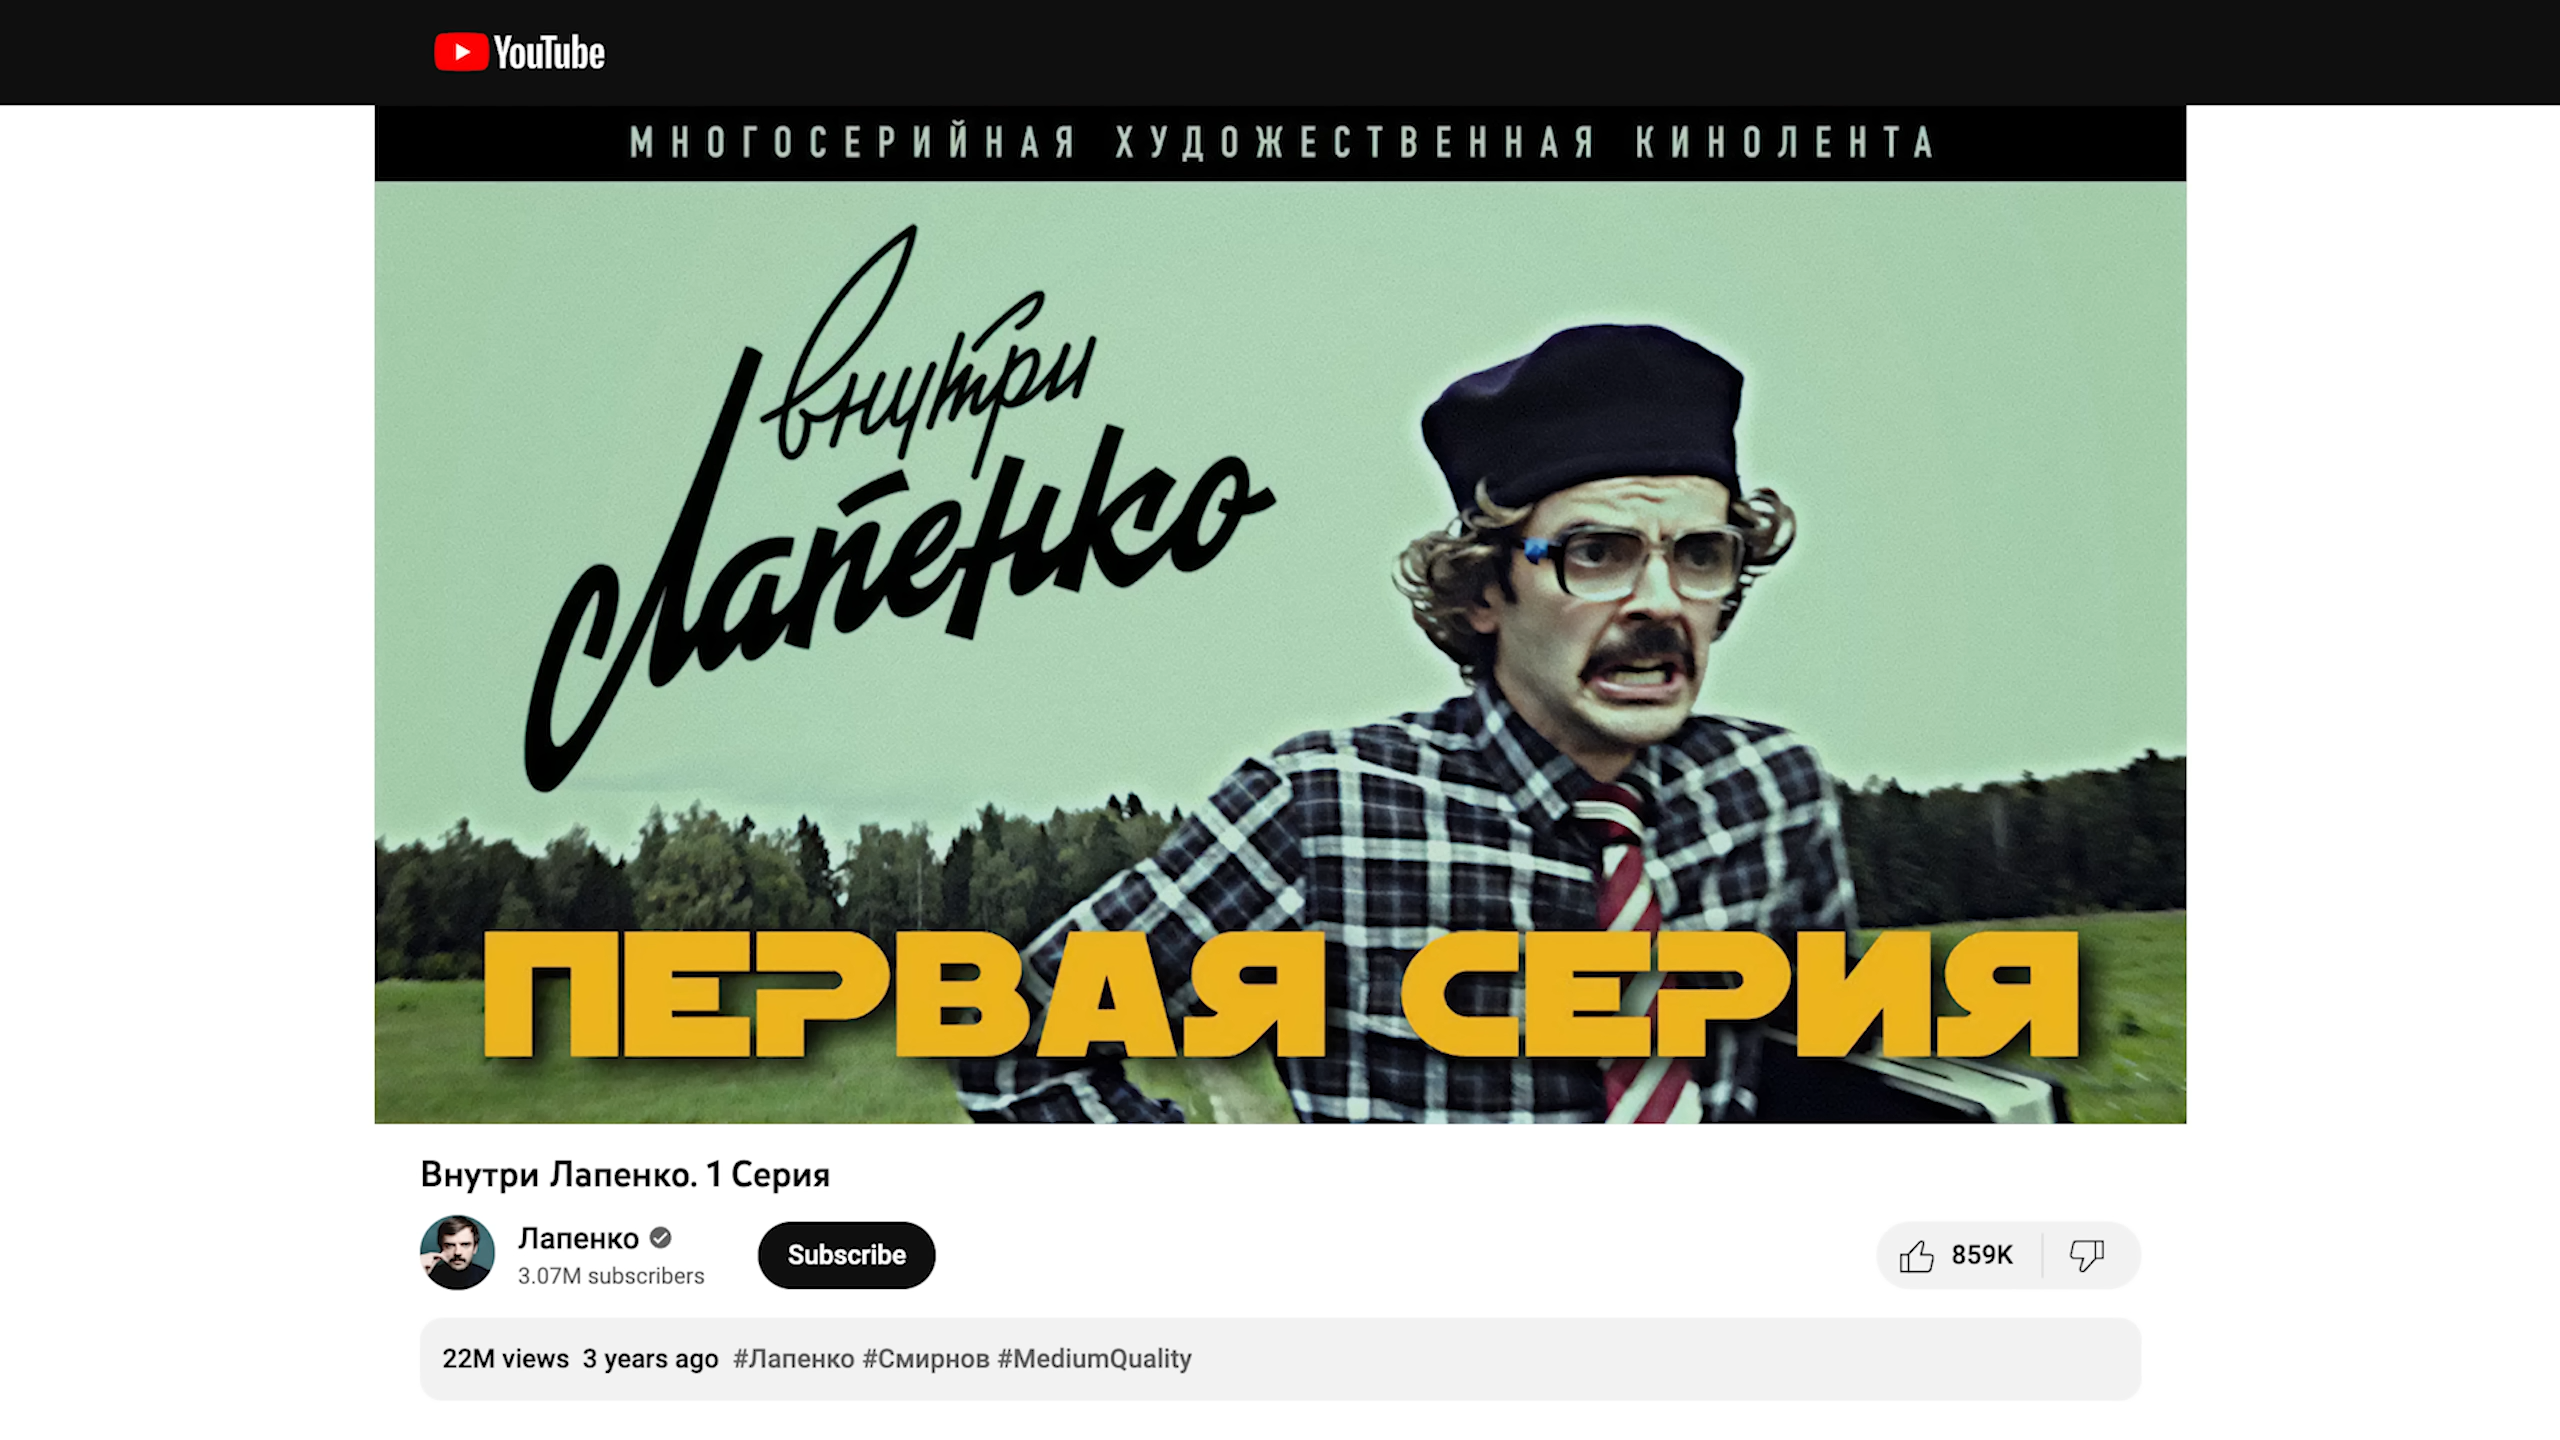 YouTube
МНОГОСЕРИЙНАЯ ХУДОЖЕСТВЕННАЯ КИНОЛЕНТА
внутри
Лапенко
ПЕРВАЯ СЕРИЯ
Внутри Лапенко. 1 Серия
Лапенко
3.07M subscribers
Subscribe
859K
22M views 3 years ago #Лапенко #Смирнов #MediumQuality